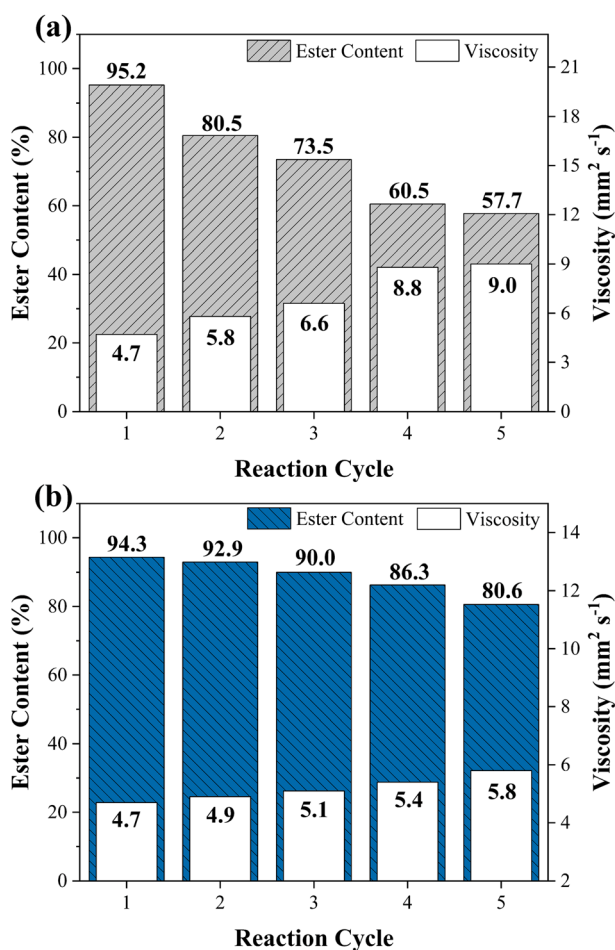 (a)
Ester Content Viscosity
95.2 80.5 73.5 60.5 57.7
4.7 5.8 6.6 8.8 9.0
Ester Content (%)
100
80
60
40
20
0
Viscosity (mm² s⁻¹)
21
18
15
12
9
6
3
0
1 2 3 4 5
Reaction Cycle
(b)
Ester Content Viscosity
94.3 92.9 90.0 86.3 80.6
4.7 4.9 5.1 5.4 5.8
Ester Content (%)
100
80
60
40
20
0
Viscosity (mm² s⁻¹)
14
12
10
8
6
4
2
1 2 3 4 5
Reaction Cycle